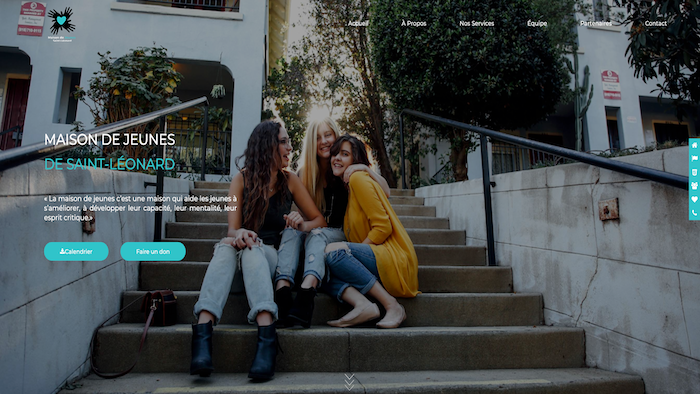 Accueil
À Propos
Nos Services
Équipe
Partenaires
Contact
MAISON DE JEUNES
DE SAINT-LÉONARD
« La maison de jeunes c'est une maison qui aide les jeunes à
s'améliorer, à développer leur capacité, leur mentalité, leur
esprit critique.»
Calendrier
Faire un don